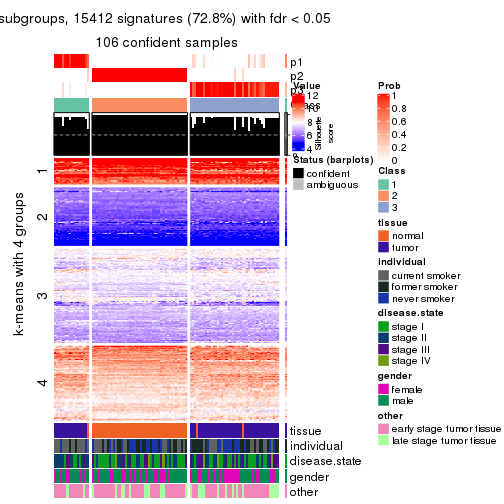 subgroups, 15412 signatures (72.8%) with fdr < 0.05
106 confident samples
p1
p2
p3
Class
k-means with 4 groups
1
2
3
4
tissue
individual
disease.state
gender
other
Value
12
10
8
6
4
Silhouette
score
Status (barplots)
confident
ambiguous
Prob
1
0.8
0.6
0.4
0.2
0
Class
1
2
3
tissue
normal
tumor
individual
current smoker
former smoker
never smoker
disease.state
stage I
stage II
stage III
stage IV
gender
female
male
other
early stage tumor tissue
late stage tumor tissue